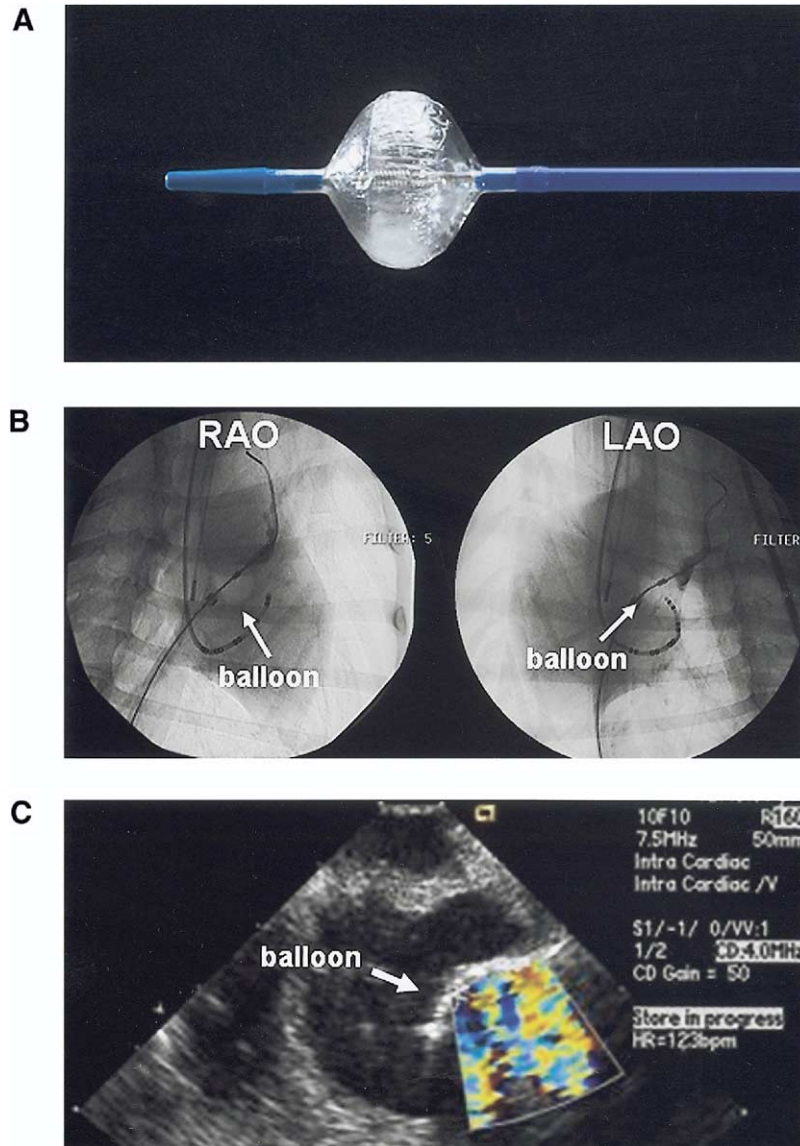 A
B
RAO
LAO
FILTER: 5
FILTER
balloon
balloon
C
10F10
7.5MHz 50mm
Intra Cardiac
Intra Cardiac /V
S1/-1/ 0/VV:1
1/2 CD:4.0MHz
CD Gain = 50
Store in progress
HR=123bpm
balloon